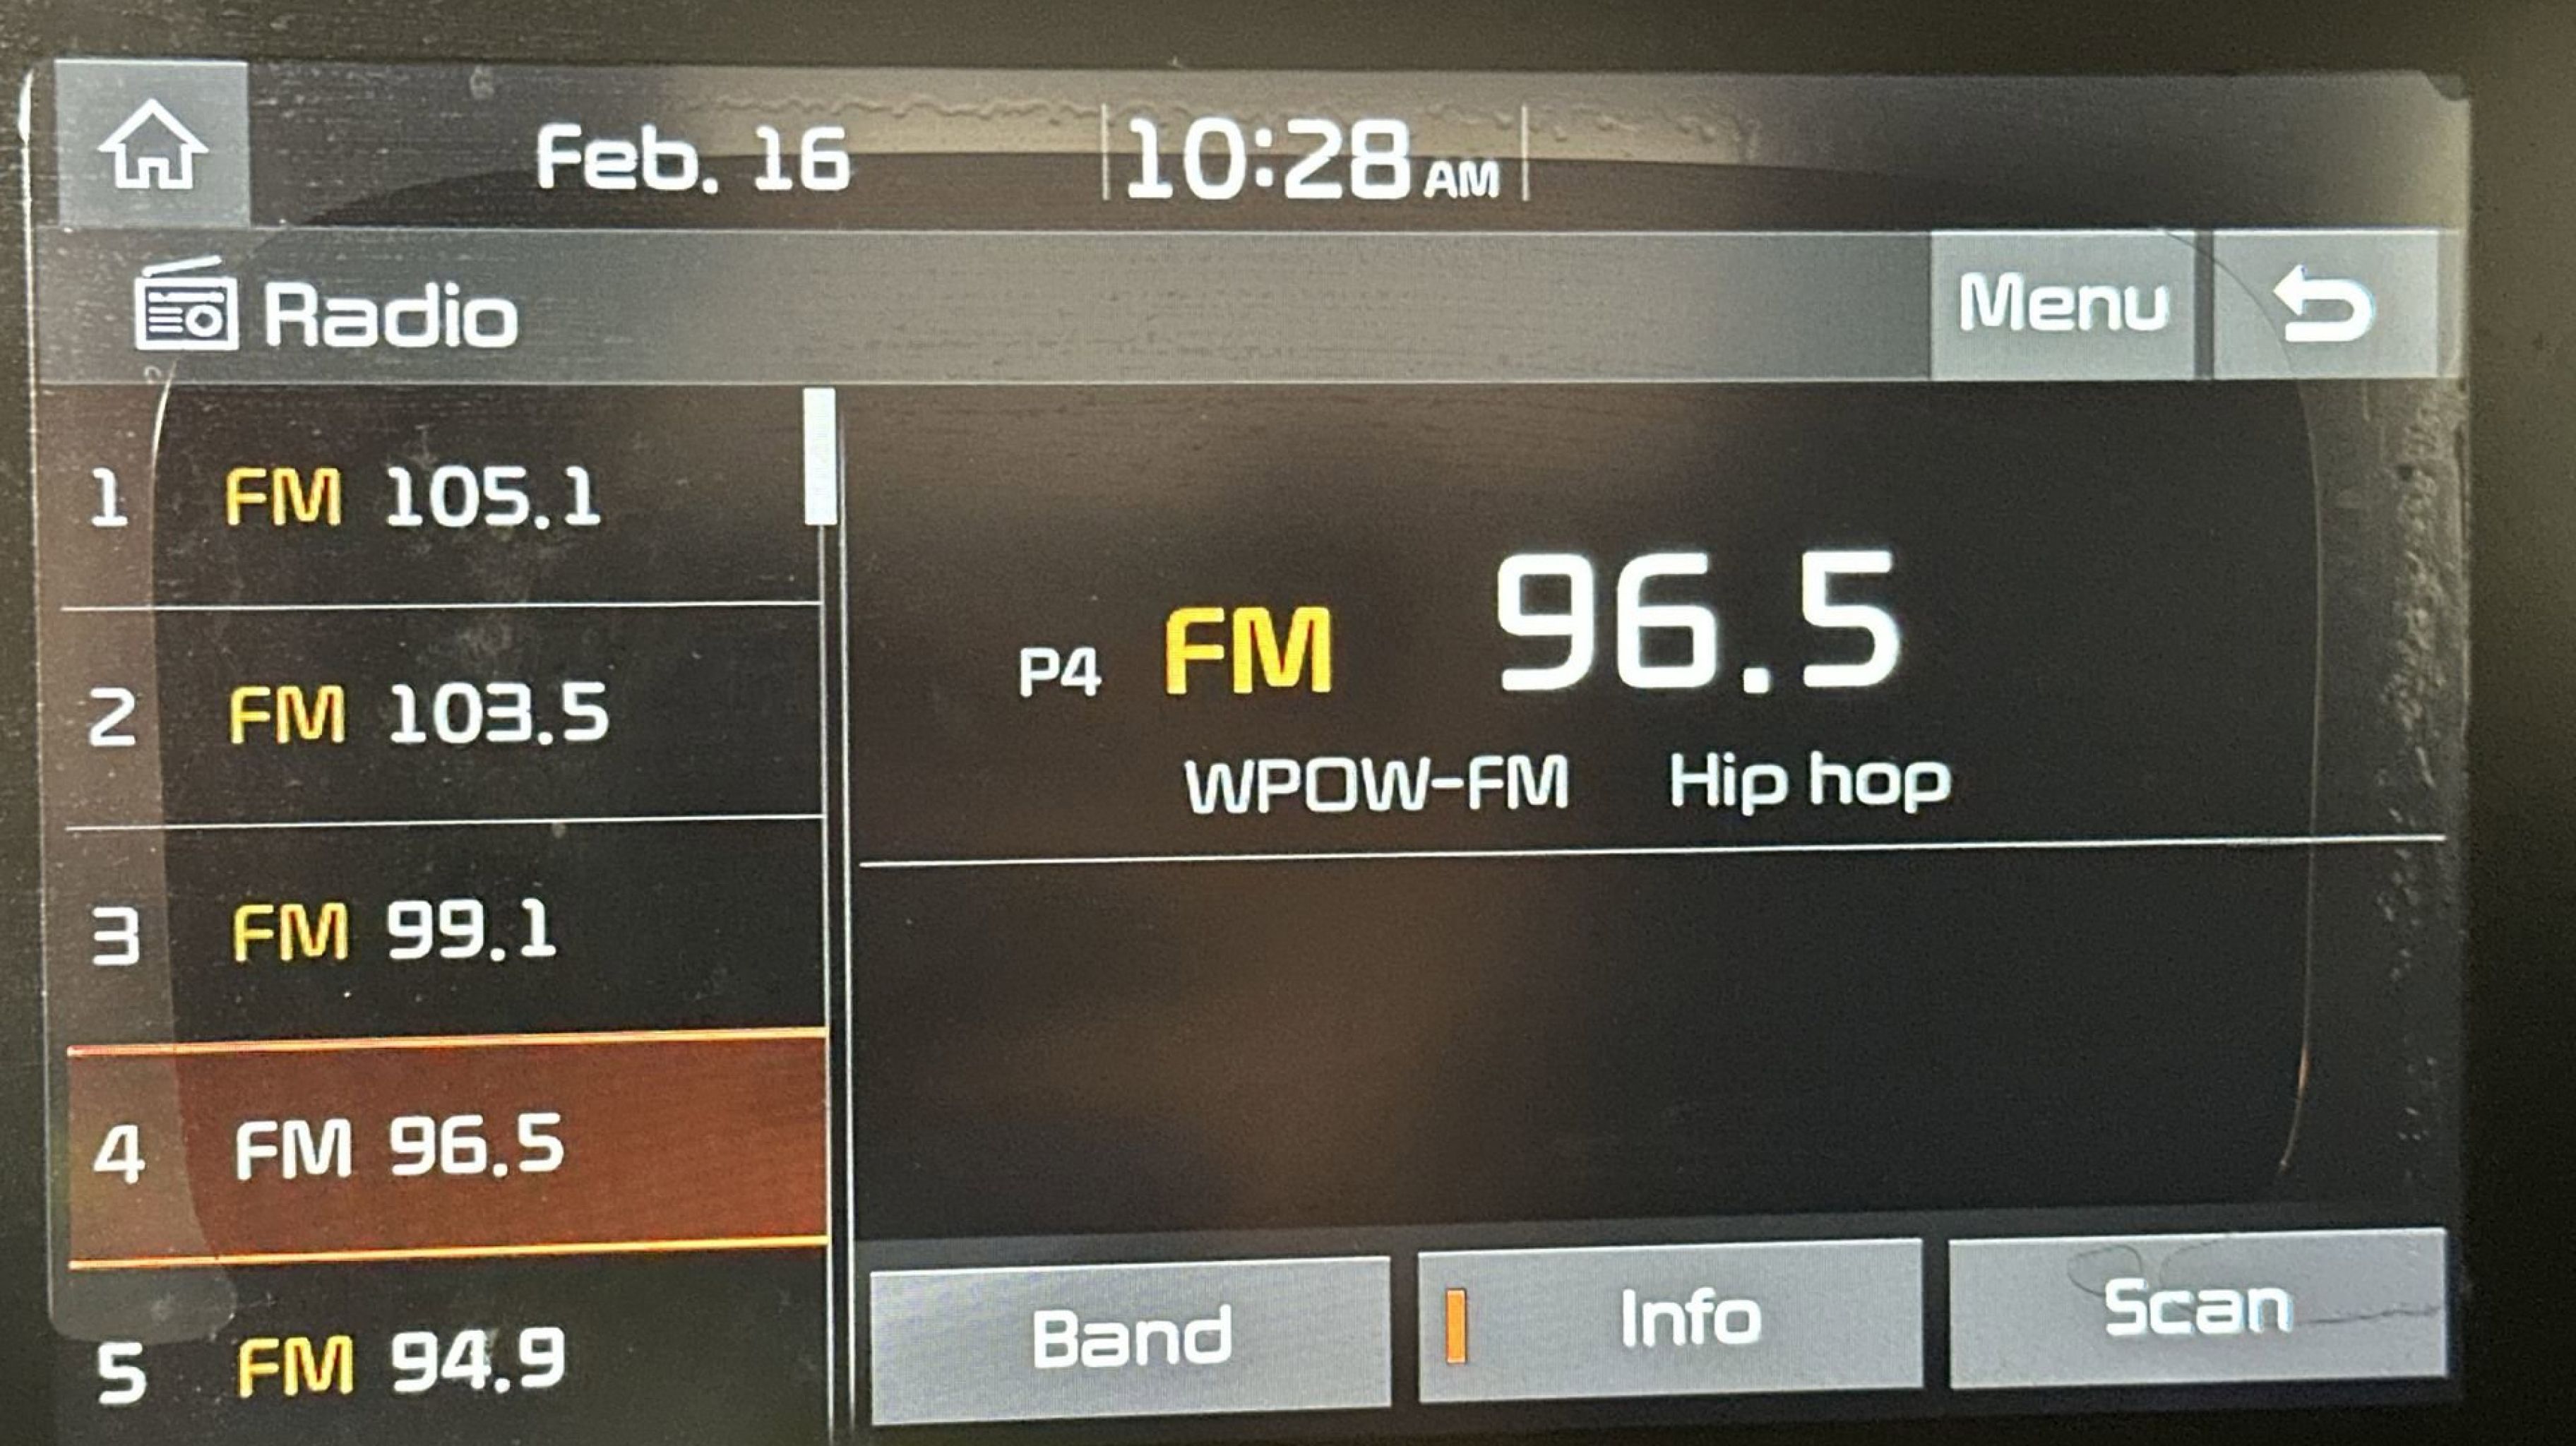 Feb. 16 10:28 AM
Radio Menu
1 FM 105.1
2 FM 103.5
3 FM 99.1
4 FM 96.5
5 FM 94.9
P4 FM 96.5
WPOW-FM Hip hop
Band Info Scan